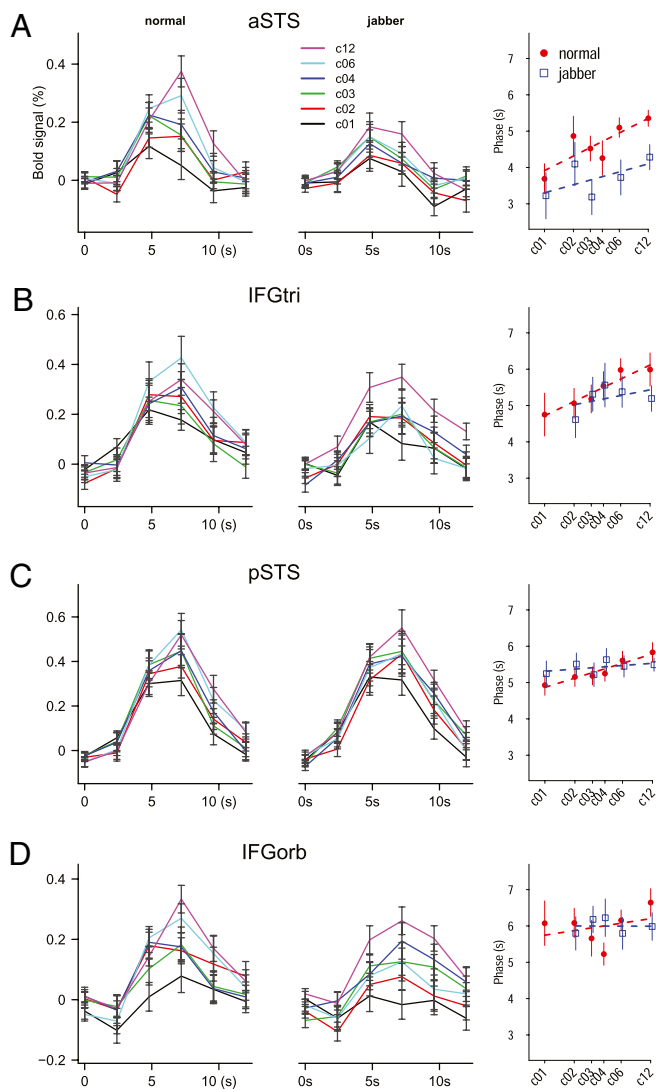 A
normal
aSTS
jabber
Bold signal (%)
0.4
0.2
0
0
5
10 (s)
c12
c06
c04
c03
c02
c01
0s
5s
10s
normal
jabber
Phase (s)
7
6
5
4
3
c01
c02
c03
c04
c06
c12
B
IFGtri
0.6
0.4
0.2
0
0
5
10 (s)
0s
5s
10s
Phase (s)
7
6
5
4
3
c01
c02
c03
c04
c06
c12
C
pSTS
0.6
0.4
0.2
0
0
5
10 (s)
0s
5s
10s
Phase (s)
7
6
5
4
3
c01
c02
c03
c04
c06
c12
D
IFGorb
0.4
0.2
0
−0.2
0
5
10 (s)
0s
5s
10s
Phase (s)
7
6
5
4
3
c01
c02
c03
c04
c06
c12